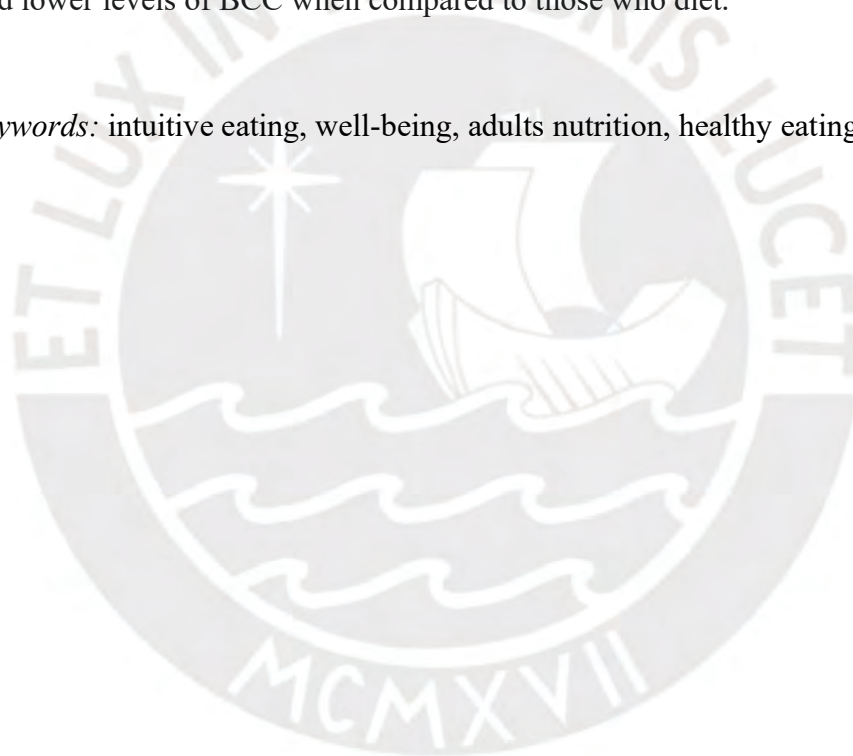 d lower levels of BCC when compared to those who diet.
ywords: intuitive eating, well-being, adults nutrition, healthy eating
ET LUX IN RIS LUCET
MCMXVII